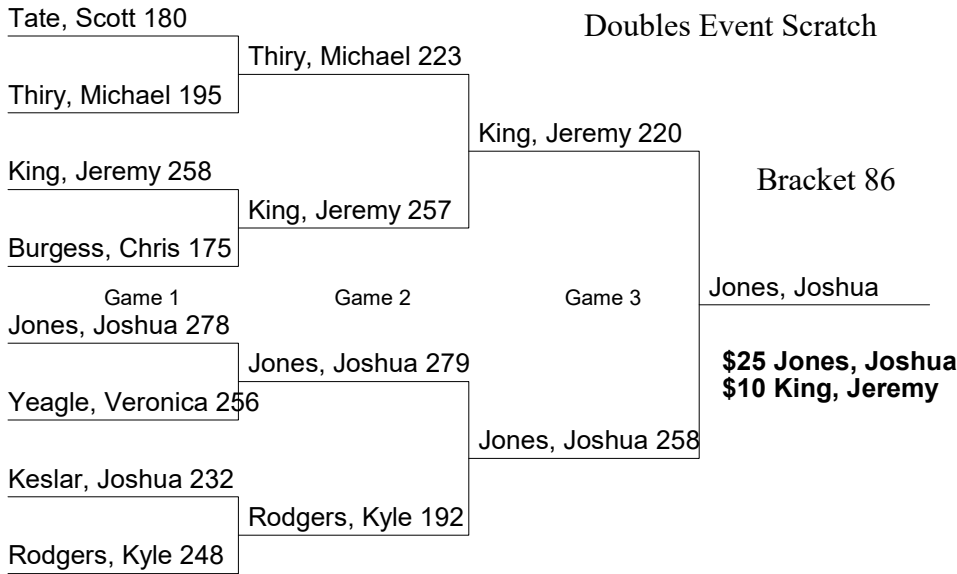 Tate, Scott 180
Doubles Event Scratch
Thiry, Michael 223
Thiry, Michael 195
King, Jeremy 220
King, Jeremy 258
Bracket 86
King, Jeremy 257
Burgess, Chris 175
Game 1
Game 2
Game 3
Jones, Joshua
Jones, Joshua 278
Jones, Joshua 279
$25 Jones, Joshua
$10 King, Jeremy
Yeagle, Veronica 256
Jones, Joshua 258
Keslar, Joshua 232
Rodgers, Kyle 192
Rodgers, Kyle 248